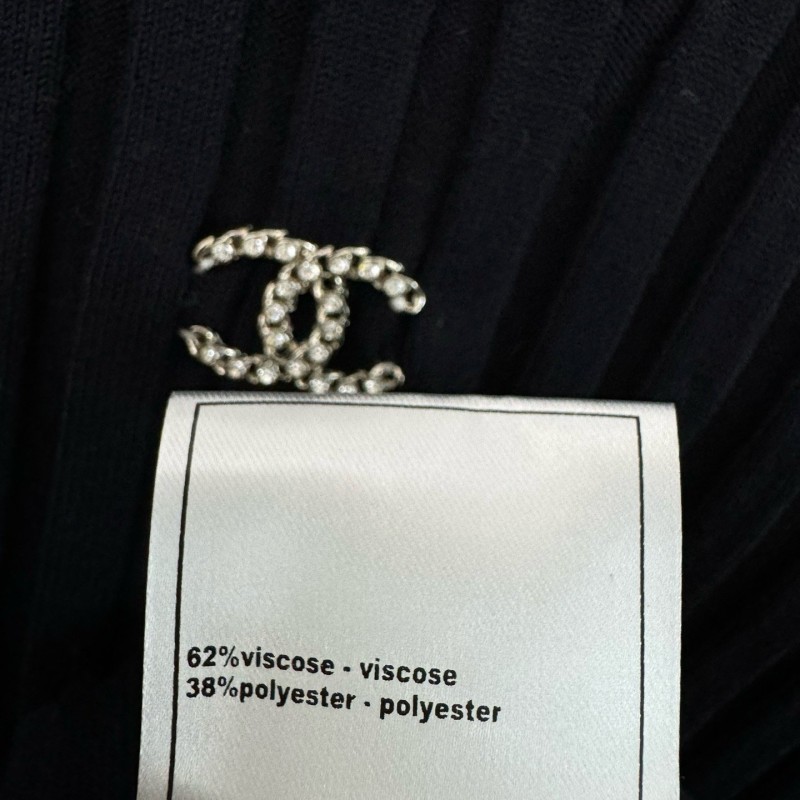 62%viscose - viscose
38%polyester - polyester